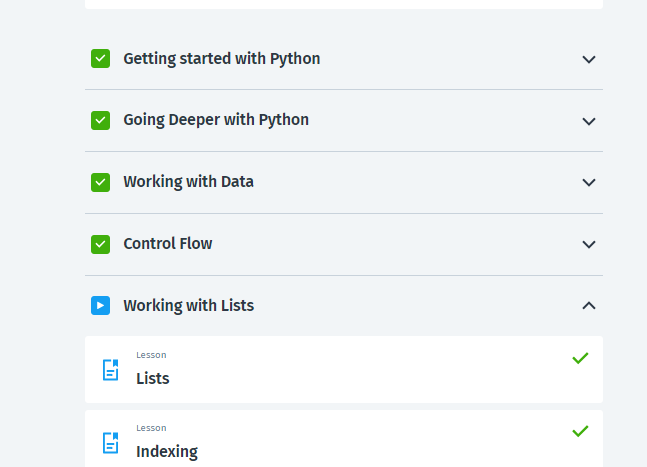 Getting started with Python
Going Deeper with Python
Working with Data
Control Flow
Working with Lists
Lesson
Lists
Lesson
Indexing